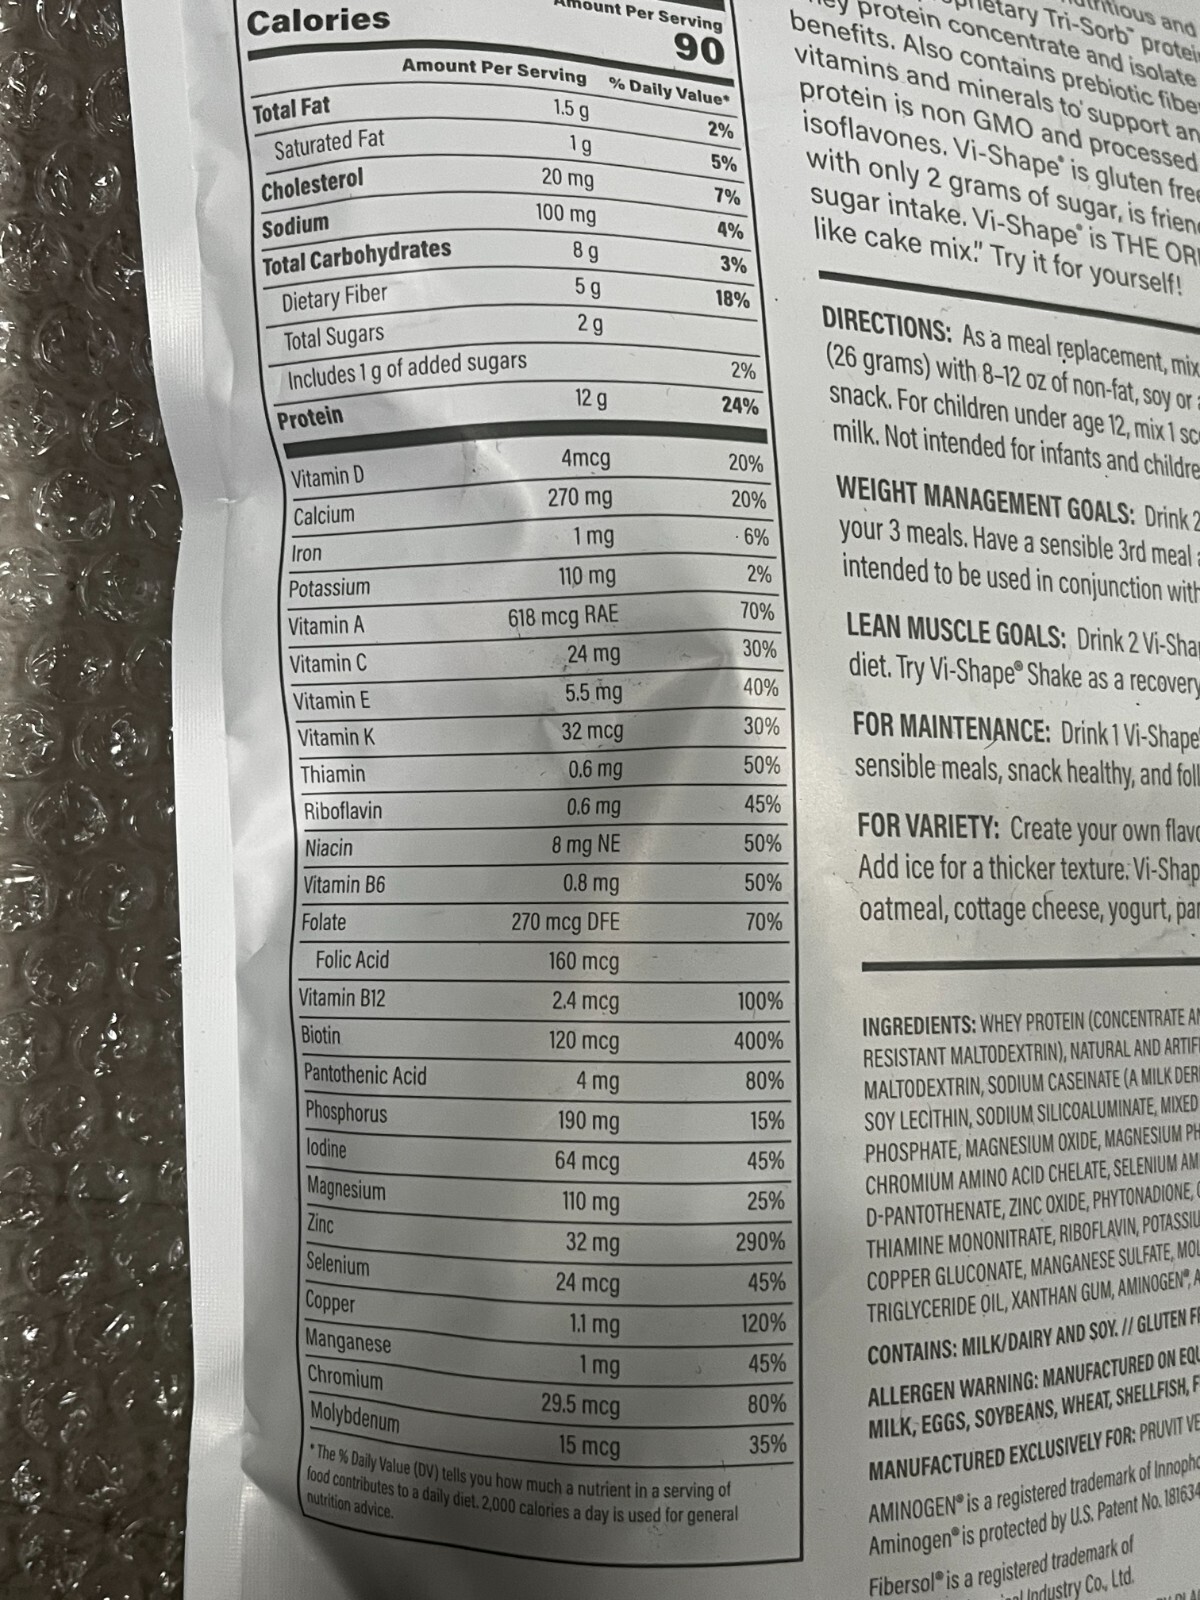 Amount Per Serving
Calories 90
Amount Per Serving % Daily Value*
Total Fat 1.5 g 2%
Saturated Fat 1 g 5%
Cholesterol 20 mg 7%
Sodium 100 mg 4%
Total Carbohydrates 8 g 3%
Dietary Fiber 5 g 18%
Total Sugars 2 g
Includes 1 g of added sugars 2%
Protein 12 g 24%
Vitamin D 4mcg 20%
Calcium 270 mg 20%
Iron 1 mg 6%
Potassium 110 mg 2%
Vitamin A 618 mcg RAE 70%
Vitamin C 24 mg 30%
Vitamin E 5.5 mg 40%
Vitamin K 32 mcg 30%
Thiamin 0.6 mg 50%
Riboflavin 0.6 mg 45%
Niacin 8 mg NE 50%
Vitamin B6 0.8 mg 50%
Folate 270 mcg DFE 70%
Folic Acid 160 mcg
Vitamin B12 2.4 mcg 100%
Biotin 120 mcg 400%
Pantothenic Acid 4 mg 80%
Phosphorus 190 mg 15%
Iodine 64 mcg 45%
Magnesium 110 mg 25%
Zinc 32 mg 290%
Selenium 24 mcg 45%
Copper 1.1 mg 120%
Manganese 1 mg 45%
Chromium 29.5 mcg 80%
Molybdenum 15 mcg 35%
* The % Daily Value (DV) tells you how much a nutrient in a serving of
food contributes to a daily diet. 2,000 calories a day is used for general
nutrition advice.
and
Tri-Sorb™
protein concentrate and isolate
benefits. Also contains prebiotic
vitamins and minerals to support
protein is non GMO and processed
isoflavones. Vi-Shape® is gluten
with only 2 grams of sugar, is
sugar intake. Vi-Shape® is THE
like cake mix." Try it for yourself!
DIRECTIONS: As a meal replacement, mix
(26 grams) with 8-12 oz of non-fat, soy or
snack. For children under age 12, mix 1
milk. Not intended for infants and
WEIGHT MANAGEMENT GOALS: Drink 2
your 3 meals. Have a sensible 3rd meal
intended to be used in conjunction with
LEAN MUSCLE GOALS: Drink 2 Vi-Sha
diet. Try Vi-Shape® Shake as a recovery
FOR MAINTENANCE: Drink 1 Vi-Shape
sensible meals, snack healthy, and foll
FOR VARIETY: Create your own flavo
Add ice for a thicker texture. Vi-Shap
oatmeal, cottage cheese, yogurt, pa
INGREDIENTS: WHEY PROTEIN (CONCENTRATE
RESISTANT MALTODEXTRIN), NATURAL AND ARTIF
MALTODEXTRIN, SODIUM CASEINATE (A MILK DER
SOY LECITHIN, SODIUM SILICOALUMINATE, MIXED
PHOSPHATE, MAGNESIUM OXIDE, MAGNESIUM PH
CHROMIUM AMINO ACID CHELATE, SELENIUM AM
D-PANTOTHENATE, ZINC OXIDE, PHYTONADIONE,
THIAMINE MONONITRATE, RIBOFLAVIN, POTASSIU
COPPER GLUCONATE, MANGANESE SULFATE, MOL
TRIGLYCERIDE OIL, XANTHAN GUM, AMINOGEN®,
CONTAINS: MILK/DAIRY AND SOY. // GLUTEN
ALLERGEN WARNING: MANUFACTURED ON EQU
MILK, EGGS, SOYBEANS, WHEAT, SHELLFISH,
MANUFACTURED EXCLUSIVELY FOR: PRUVIT VE
AMINOGEN® is a registered trademark of Innopho
Aminogen® is protected by U.S. Patent No. 181634
Fibersol® is a registered trademark of
Industry Co., Ltd.